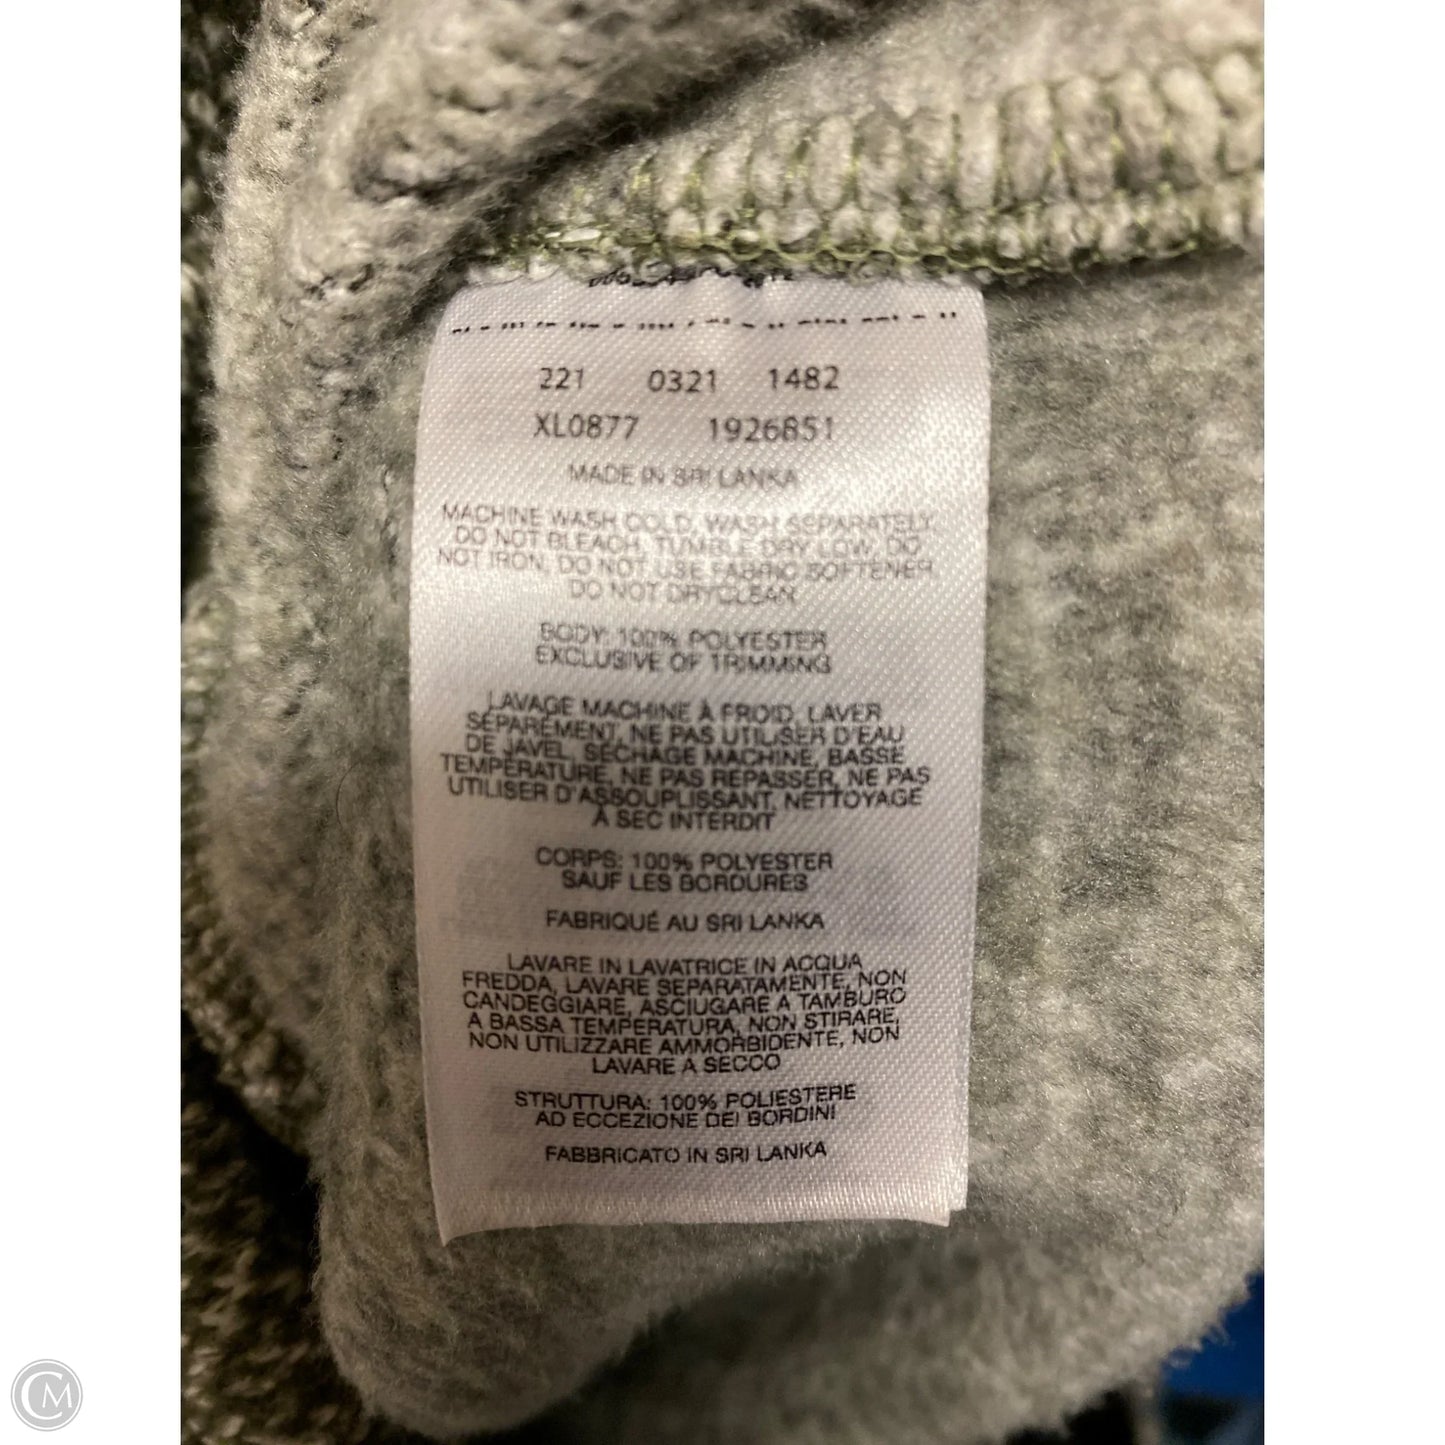 221 0321 1482
XL0877 1926851
MADE IN SRI LANKA
MACHINE WASH COLD, WASH SEPARATELY,
DO NOT BLEACH, TUMBLE DRY LOW, DO
NOT IRON, DO NOT USE FABRIC SOFTENER
DO NOT DRYCLEAN
BODY: 100% POLYESTER
EXCLUSIVE OF TRIMMING
LAVAGE MACHINE À FROID, LAVER
SÉPARÉMENT, NE PAS UTILISER D'EAU
DE JAVEL, SÉCHAGE MACHINE, BASSE
TEMPÉRATURE, NE PAS REPASSER, NE PAS
UTILISER D'ASSOUPLISSANT, NETTOYAGE
À SEC INTERDIT
CORPS: 100% POLYESTER
SAUF LES BORDURES
FABRIQUÉ AU SRI LANKA
LAVARE IN LAVATRICE IN ACQUA
FREDDA, LAVARE SEPARATAMENTE, NON
CANDEGGIARE, ASCIUGARE A TAMBURO
A BASSA TEMPERATURA, NON STIRARE,
NON UTILIZZARE AMMORBIDENTE, NON
LAVARE A SECCO
STRUTTURA: 100% POLIESTERE
AD ECCEZIONE DEI BORDINI
FABBRICATO IN SRI LANKA
CM